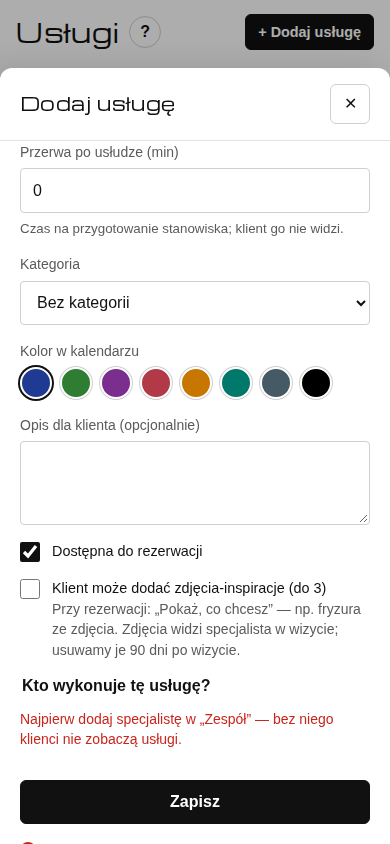 Usługi
?
+ Dodaj usługę
Dodaj usługę
✕
Przerwa po usłudze (min)
0
Czas na przygotowanie stanowiska; klient go nie widzi.
Kategoria
Bez kategorii
Kolor w kalendarzu
Opis dla klienta (opcjonalnie)
Dostępna do rezerwacji
Klient może dodać zdjęcia-inspiracje (do 3)
Przy rezerwacji: „Pokaż, co chcesz” — np. fryzura
ze zdjęcia. Zdjęcia widzi specjalista w wizycie;
usuwamy je 90 dni po wizycie.
Kto wykonuje tę usługę?
Najpierw dodaj specjalistę w „Zespół” — bez niego
klienci nie zobaczą usługi.
Zapisz